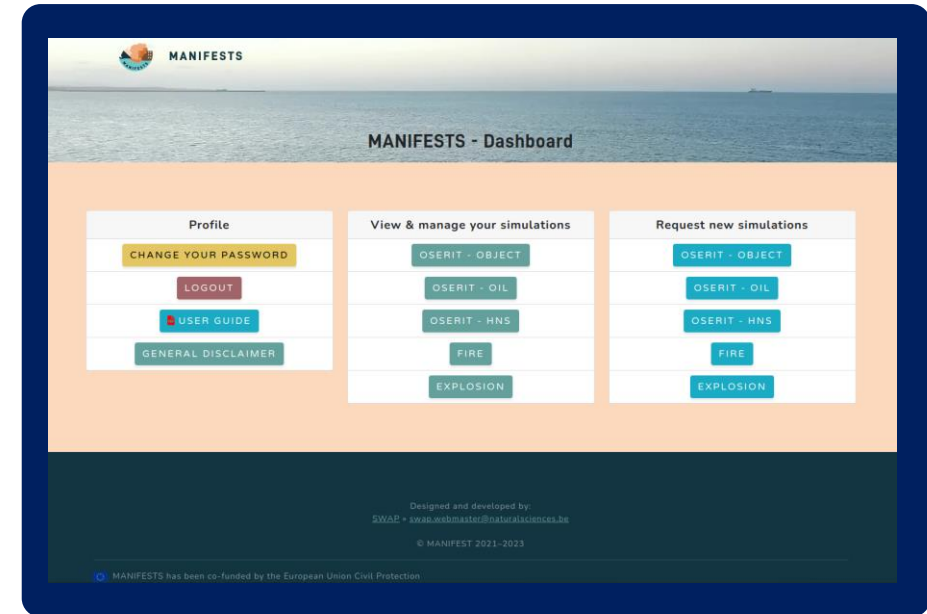 MANIFESTS
MANIFESTS - Dashboard
Profile
CHANGE YOUR PASSWORD
LOGOUT
USER GUIDE
GENERAL DISCLAIMER
View & manage your simulations
OSERIT - OBJECT
OSERIT - OIL
OSERIT - HNS
FIRE
EXPLOSION
Request new simulations
OSERIT - OBJECT
OSERIT - OIL
OSERIT - HNS
FIRE
EXPLOSION
Designed and developed by:
SWAP • swap.webmaster@naturalsciences.be
© MANIFEST 2021-2023
MANIFESTS has been co-funded by the European Union Civil Protection